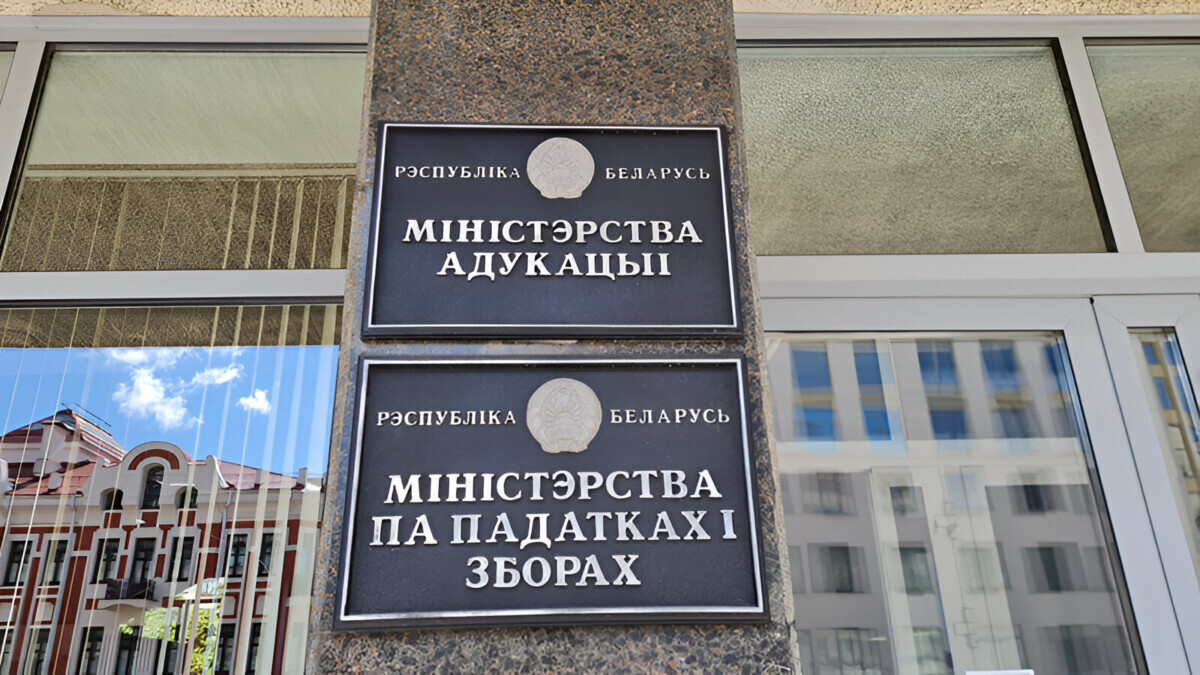 РЭСПУБЛІКА БЕЛАРУСЬ
МІНІСТЭРСТВА
АДУКАЦЫІ
РЭСПУБЛІКА БЕЛАРУСЬ
МІНІСТЭРСТВА
ПА ПАДАТКАХ І
ЗБОРАХ